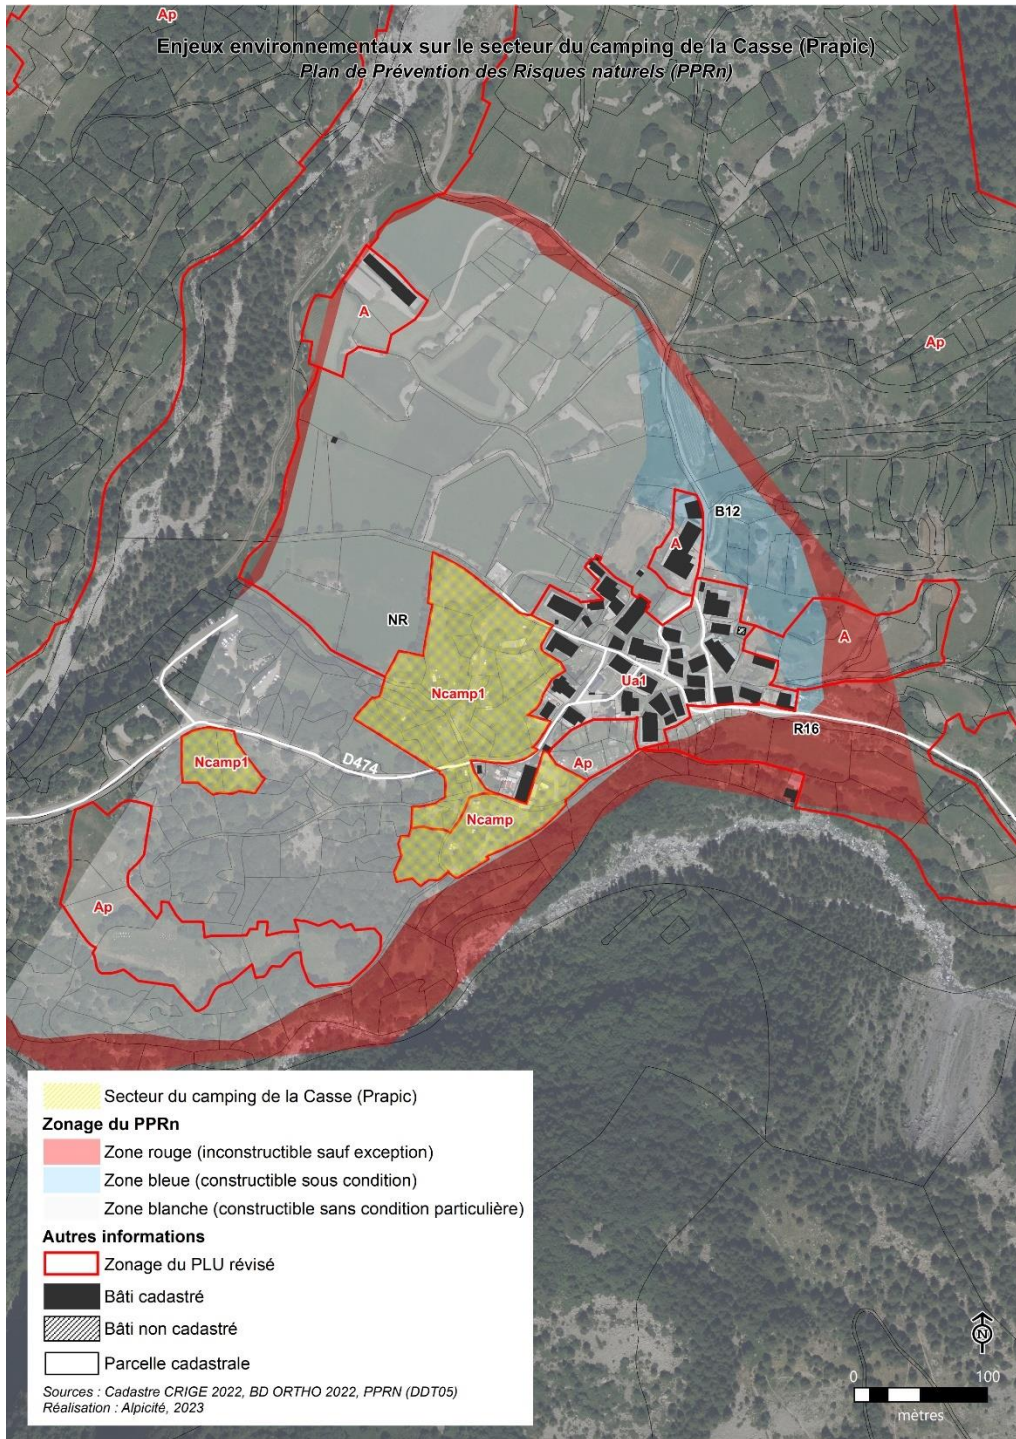 Ap
Enjeux environnementaux sur le secteur du camping de la Casse (Prapic)
Plan de Prévention des Risques naturels (PPRn)
A
Ap
B12
A
NR
A
Ncamp1
Ua1
R16
Ncamp1
D474
Ap
Ncamp
Ap
Secteur du camping de la Casse (Prapic)
Zonage du PPRn
Zone rouge (inconstructible sauf exception)
Zone bleue (constructible sous condition)
Zone blanche (constructible sans condition particulière)
Autres informations
Zonage du PLU révisé
Bâti cadastré
Bâti non cadastré
Parcelle cadastrale
Sources : Cadastre CRIGE 2022, BD ORTHO 2022, PPRN (DDT05)
Réalisation : Alpicité, 2023
N
0 100
mètres